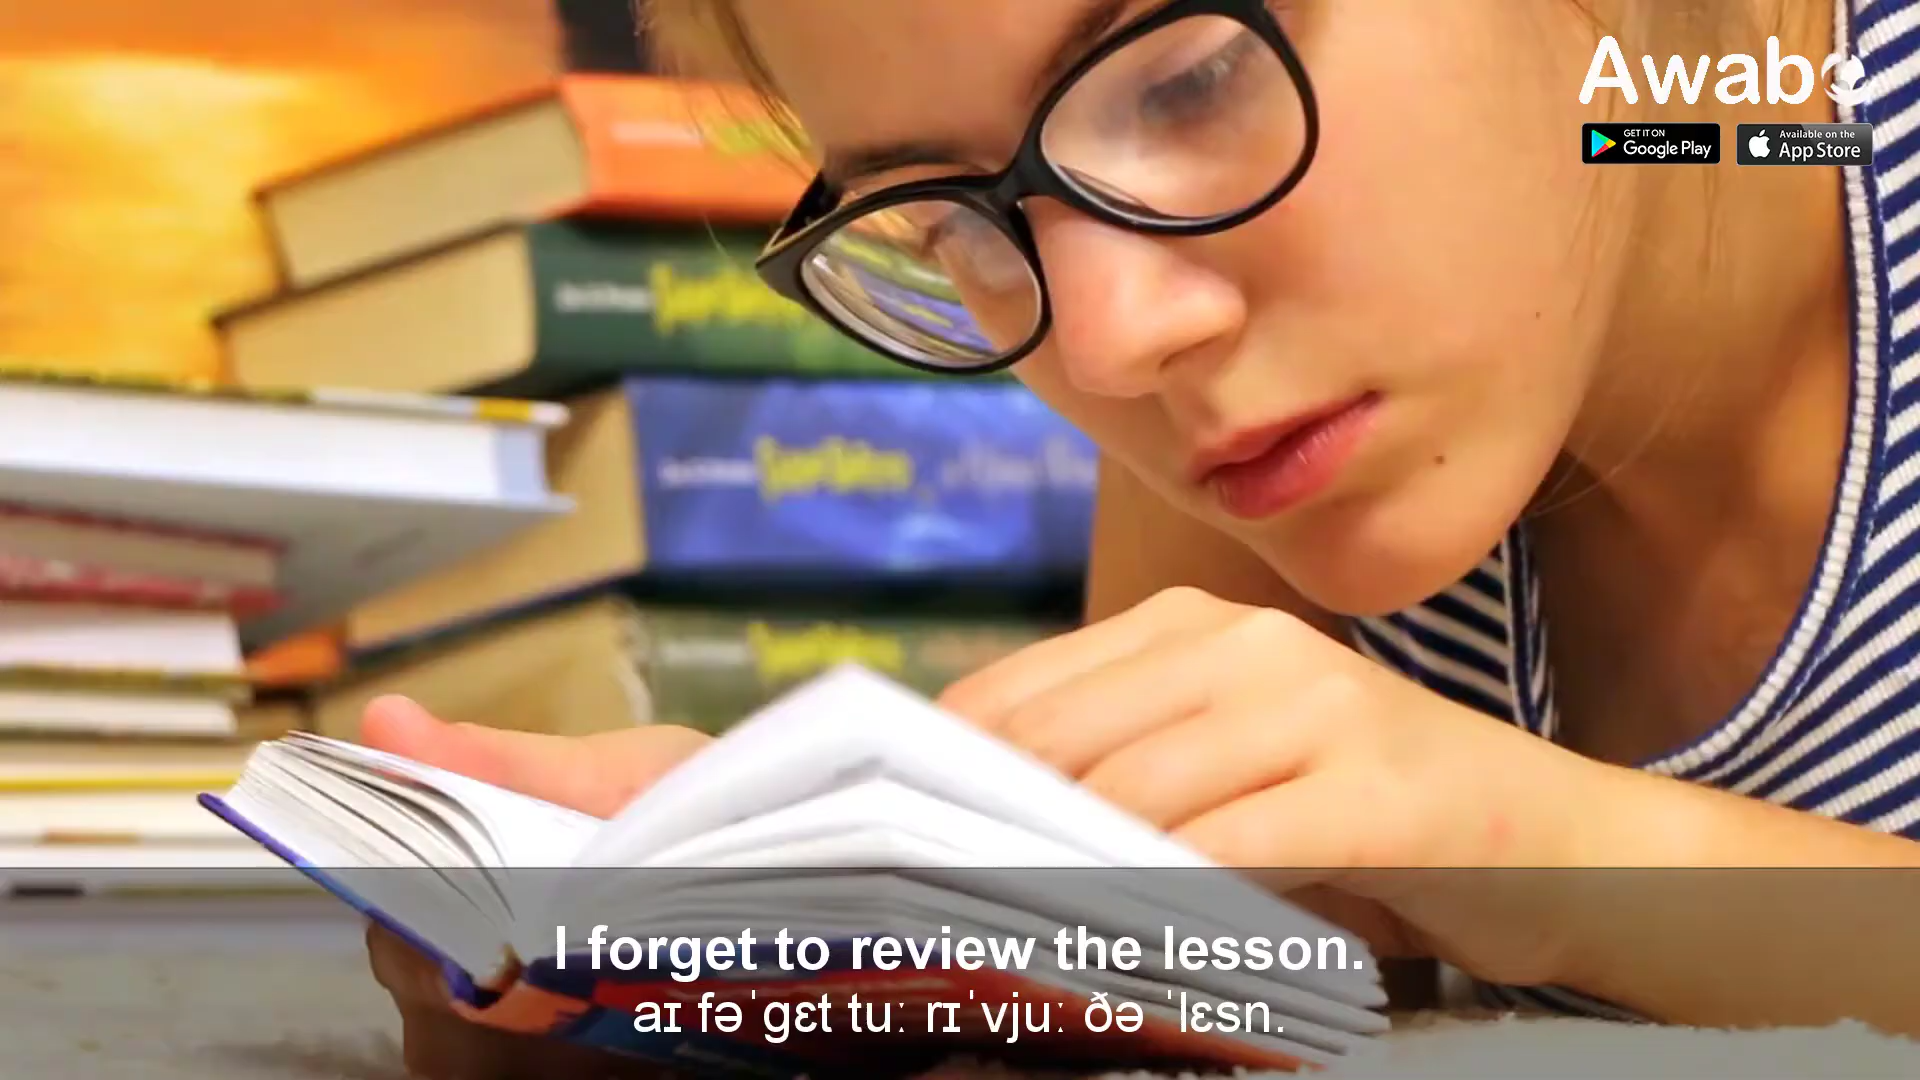 Awabe
GET IT ON
Google Play
Available on the
App Store
I forget to review the lesson.
aɪ fəˈgɛt tuː rɪˈvjuː ðə ˈlɛsn.